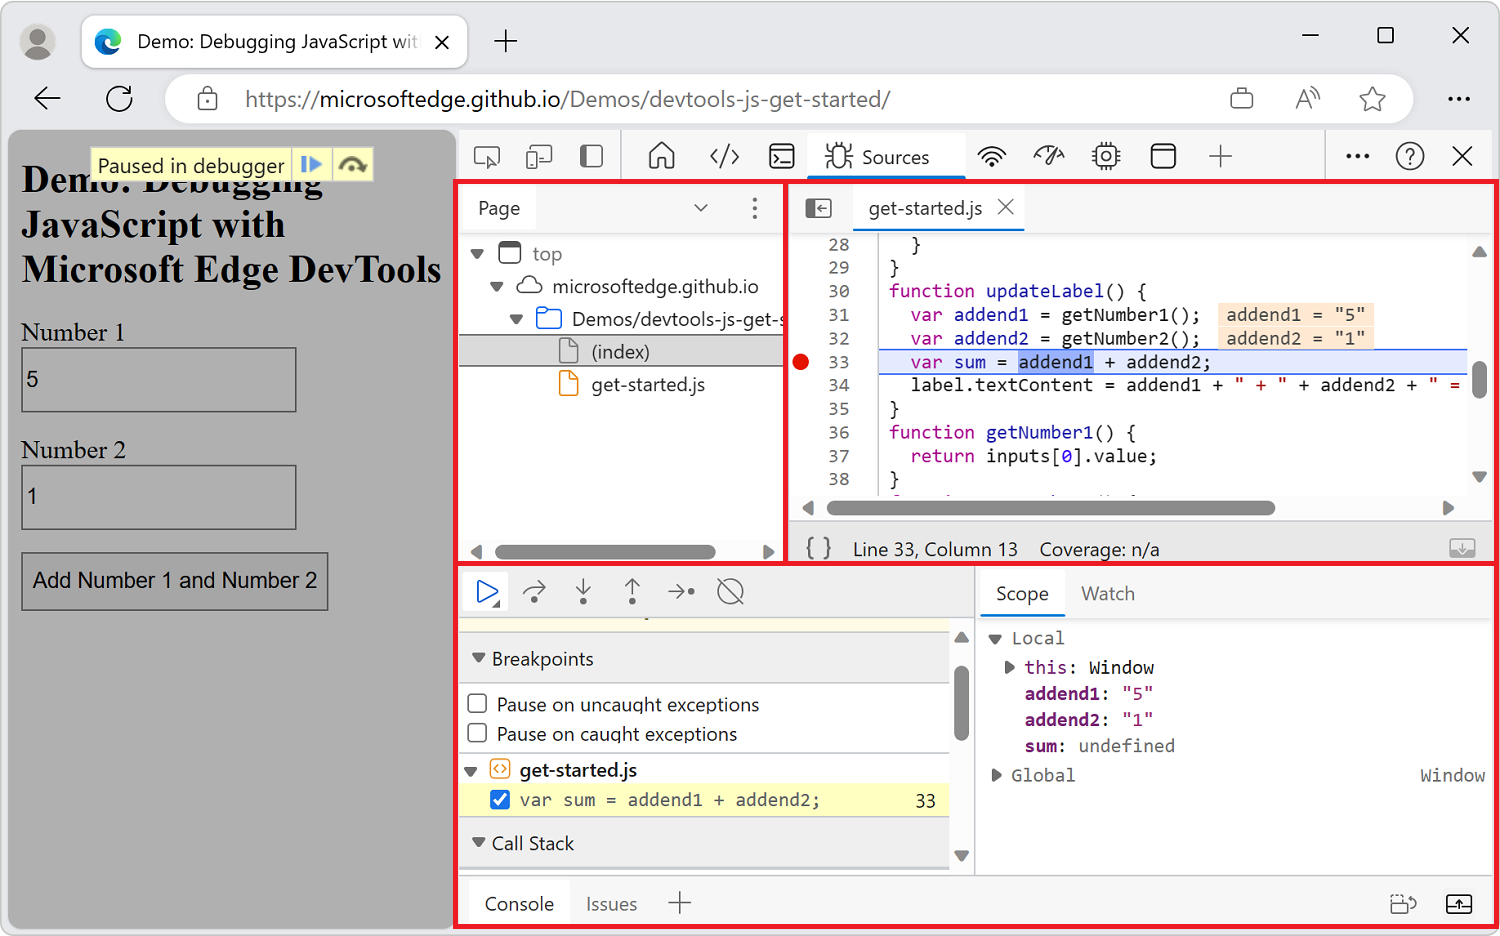 Demo: Debugging JavaScript wit
https://microsoftedge.github.io/Demos/devtools-js-get-started/
Paused in debugger
Demo: Debugging
JavaScript with
Microsoft Edge DevTools
Number 1
5
Number 2
1
Add Number 1 and Number 2
Sources
Page
top
microsoftedge.github.io
Demos/devtools-js-get-s
(index)
get-started.js
get-started.js
28 }
29 }
30 function updateLabel() {
31 var addend1 = getNumber1(); addend1 = "5"
32 var addend2 = getNumber2(); addend2 = "1"
33 var sum = addend1 + addend2;
34 label.textContent = addend1 + " + " + addend2 + " =
35 }
36 function getNumber1() {
37 return inputs[0].value;
38 }
{ } Line 33, Column 13 Coverage: n/a
Breakpoints
Pause on uncaught exceptions
Pause on caught exceptions
get-started.js
var sum = addend1 + addend2; 33
Call Stack
Scope Watch
Local
this: Window
addend1: "5"
addend2: "1"
sum: undefined
Global Window
Console Issues